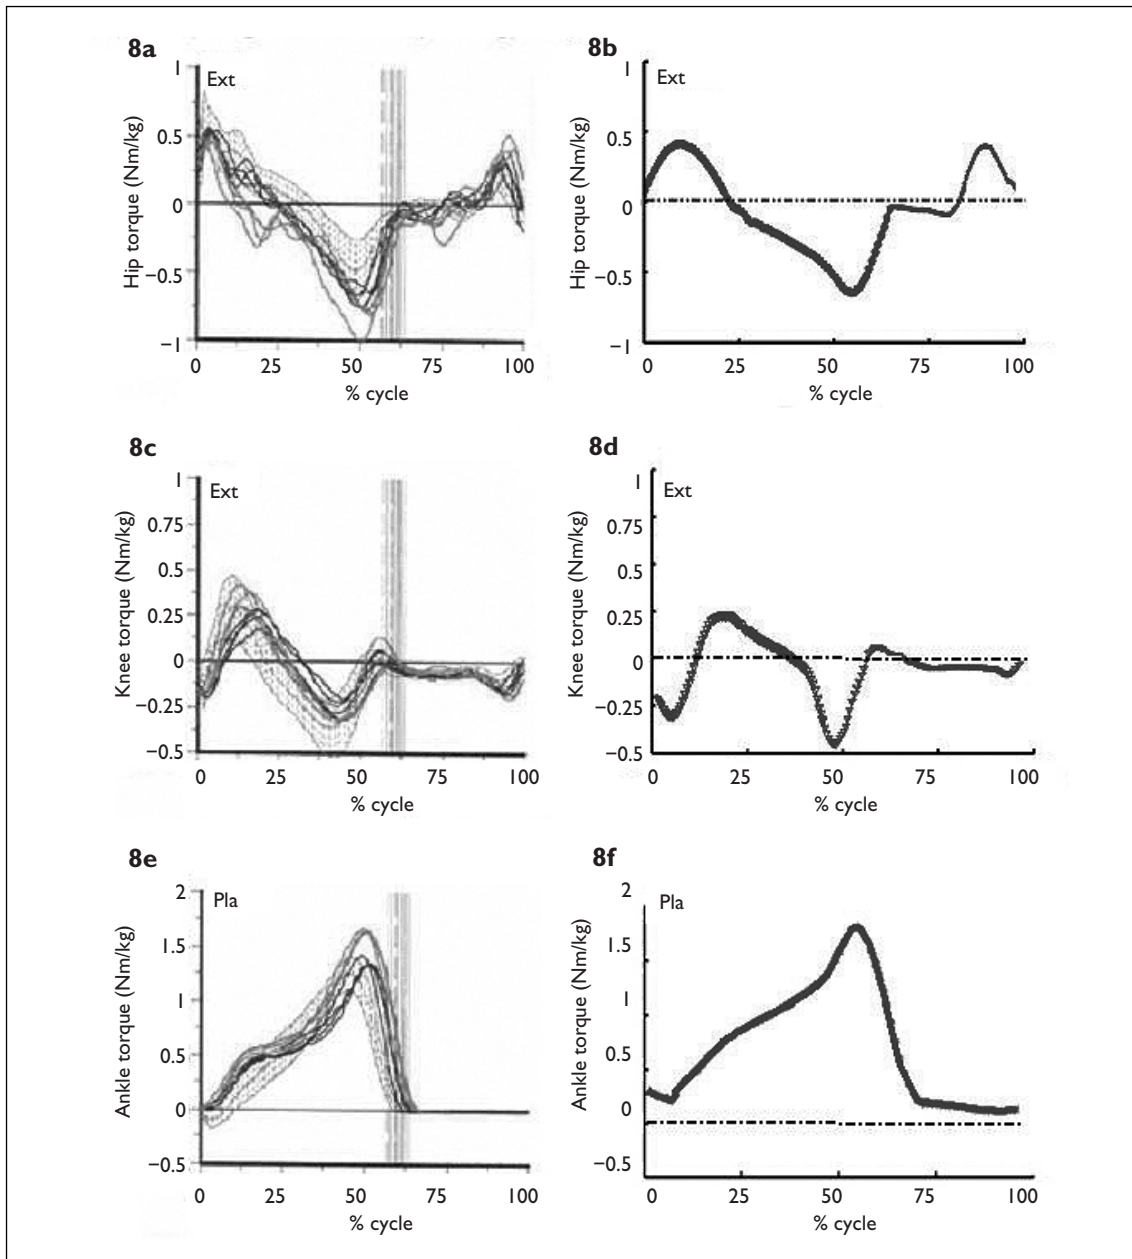 8a
Ext
1
0.5
0
−0.5
−1
Hip torque (Nm/kg)
0
25
50
75
100
% cycle
8b
Ext
1
0.5
0
−0.5
−1
Hip torque (Nm/kg)
0
25
50
75
100
% cycle
8c
Ext
1
0.75
0.5
0.25
0
−0.25
−0.5
Knee torque (Nm/kg)
0
25
50
75
100
% cycle
8d
Ext
1
0.75
0.5
0.25
0
−0.25
−0.5
Knee torque (Nm/kg)
0
25
50
75
100
% cycle
8e
Pla
2
1.5
1
0.5
0
−0.5
Ankle torque (Nm/kg)
0
25
50
75
100
% cycle
8f
Pla
2
1.5
1
0.5
0
−0.5
Ankle torque (Nm/kg)
0
25
50
75
100
% cycle